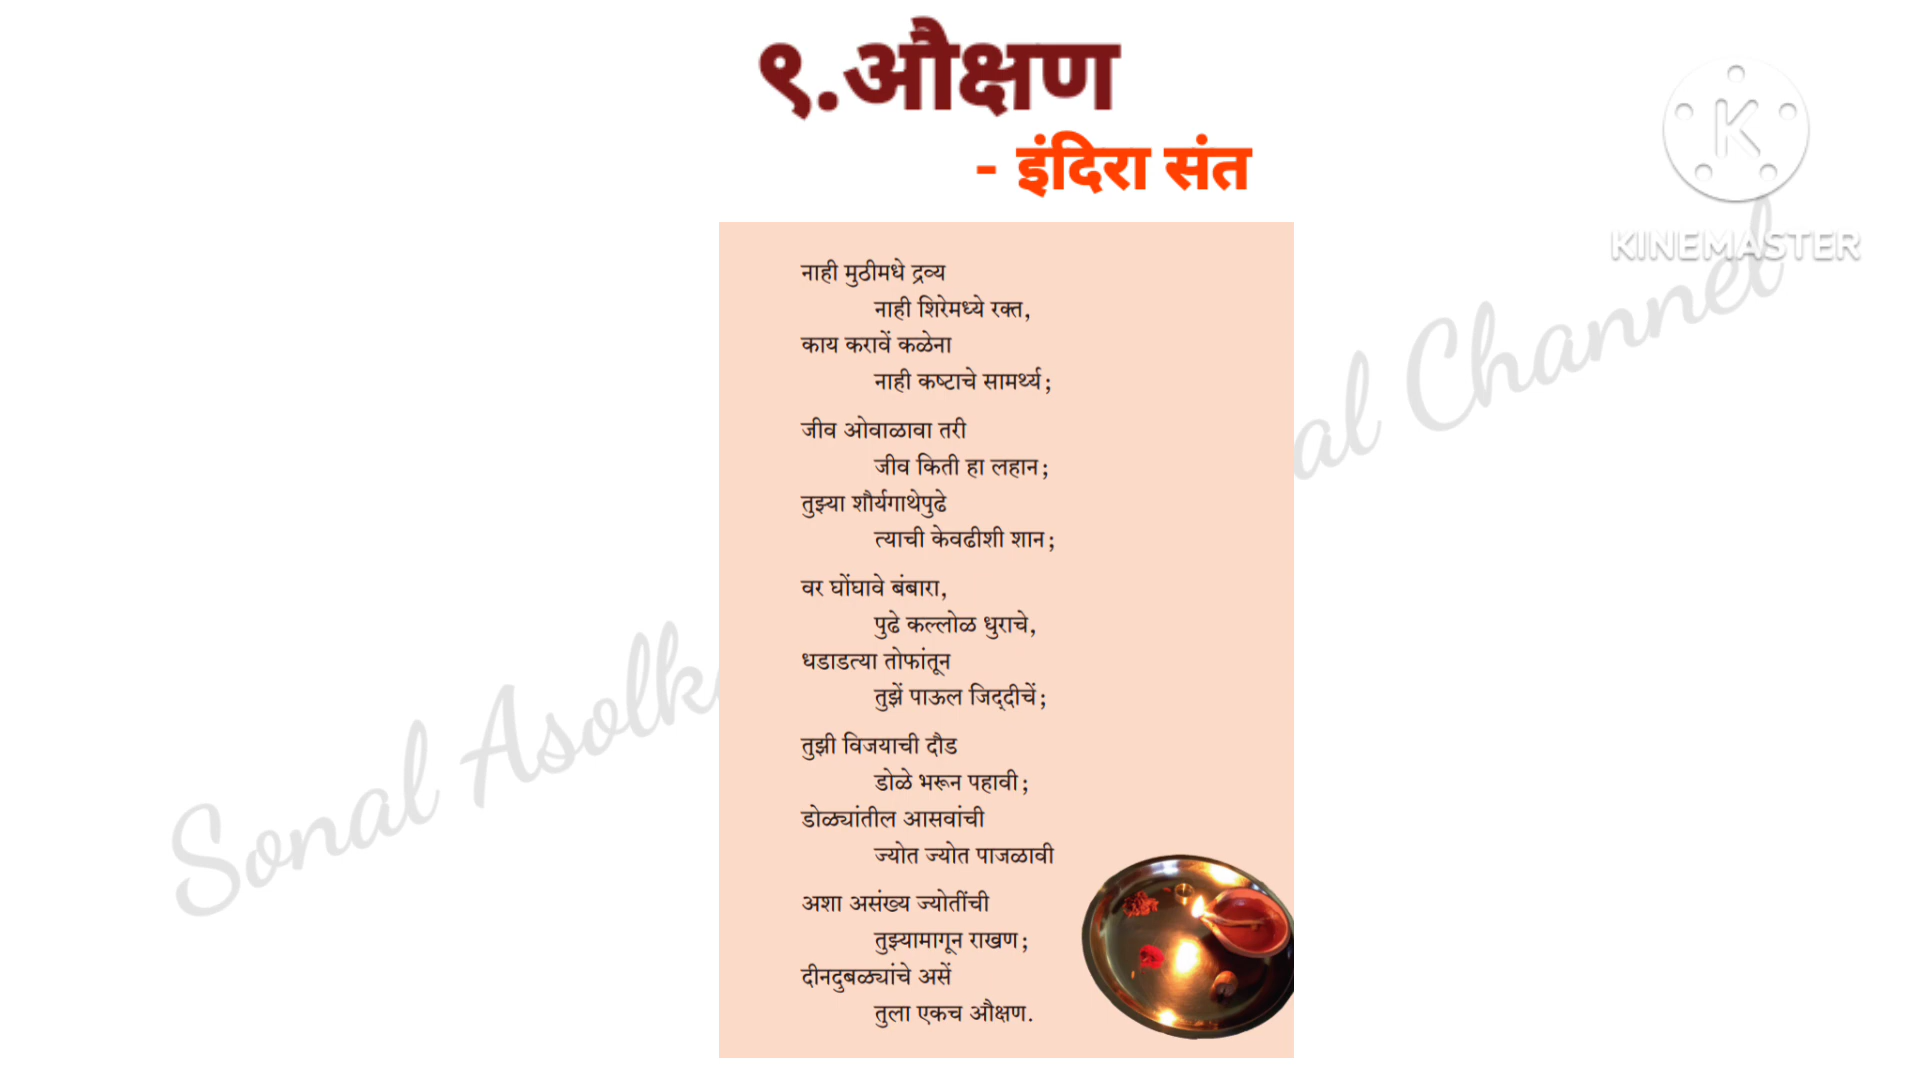 ९.औक्षण
- इंदिरा संत
K
KINEMASTER
नाही मुठीमधे द्रव्य
नाही शिरेमध्ये रक्त,
काय करावें कळेना
नाही कष्टाचे सामर्थ्य;
जीव ओवाळावा तरी
जीव किती हा लहान;
तुझ्या शौर्यगाथेपुढे
त्याची केवढीशी शान;
वर घोंघावे बंबारा,
पुढे कल्लोळ धुराचे,
धडाडत्या तोफांतून
तुझें पाऊल जिद्दीचें;
तुझी विजयाची दौड
डोळे भरून पहावी;
डोळ्यांतील आसवांची
ज्योत ज्योत पाजळावी
अशा असंख्य ज्योतींची
तुझ्यामागून राखण;
दीनदुबळ्यांचे असें
तुला एकच औक्षण.
Sonal Asolk al Channel